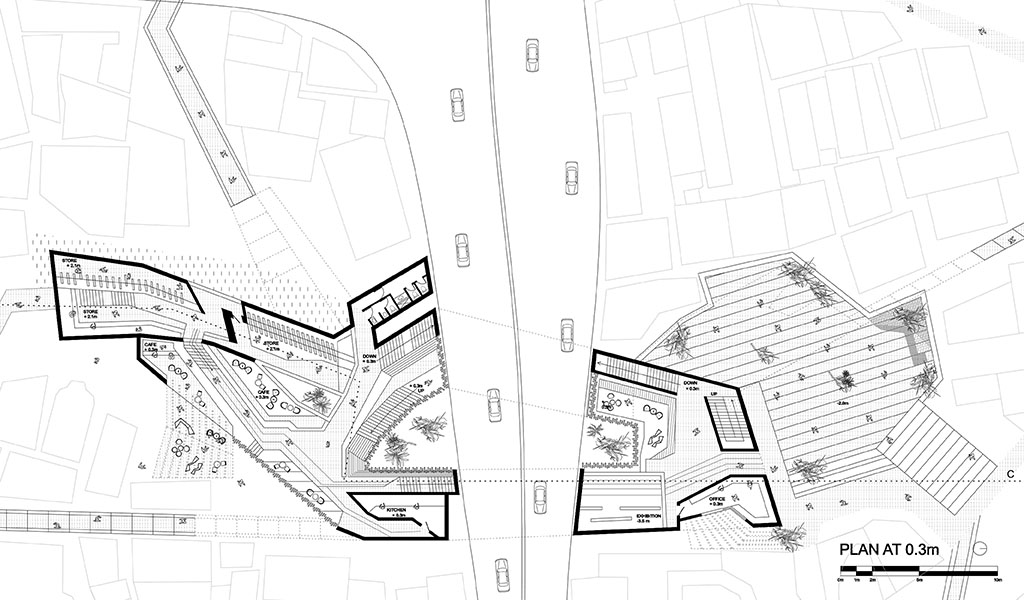 STORE
+ 2.1m
STORE
+ 2.1m
STORE
+ 2.1m
CAFE
+ 0.3m
CAFE
+ 0.3m
DOWN
+ 0.3m
+ 0.3m
UP
KITCHEN
+ 0.3m
DOWN
+ 0.3m
UP
-2.8m
OFFICE
+ 0.3m
EXHIBITION
-3.5 m
C
PLAN AT 0.3m
0m 1m 2m 5m 10m